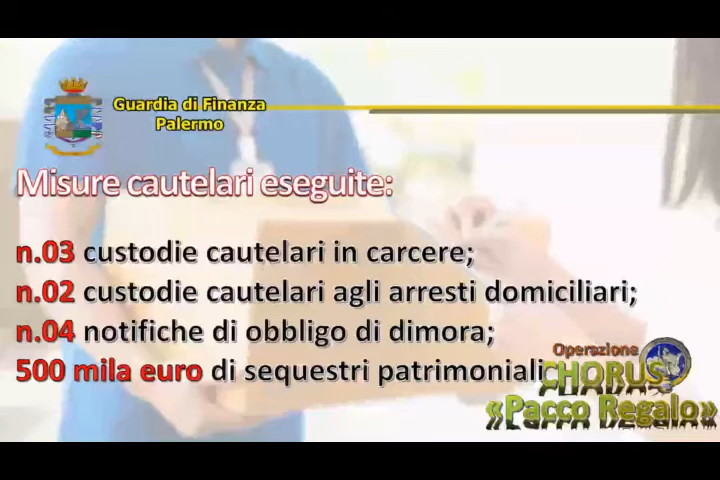 Guardia di Finanza
Palermo
Misure cautelari eseguite:
n.03 custodie cautelari in carcere;
n.02 custodie cautelari agli arresti domiciliari;
n.04 notifiche di obbligo di dimora;
500 mila euro di sequestri patrimoniali
Operazione
CHORUS
«Pacco Regalo»